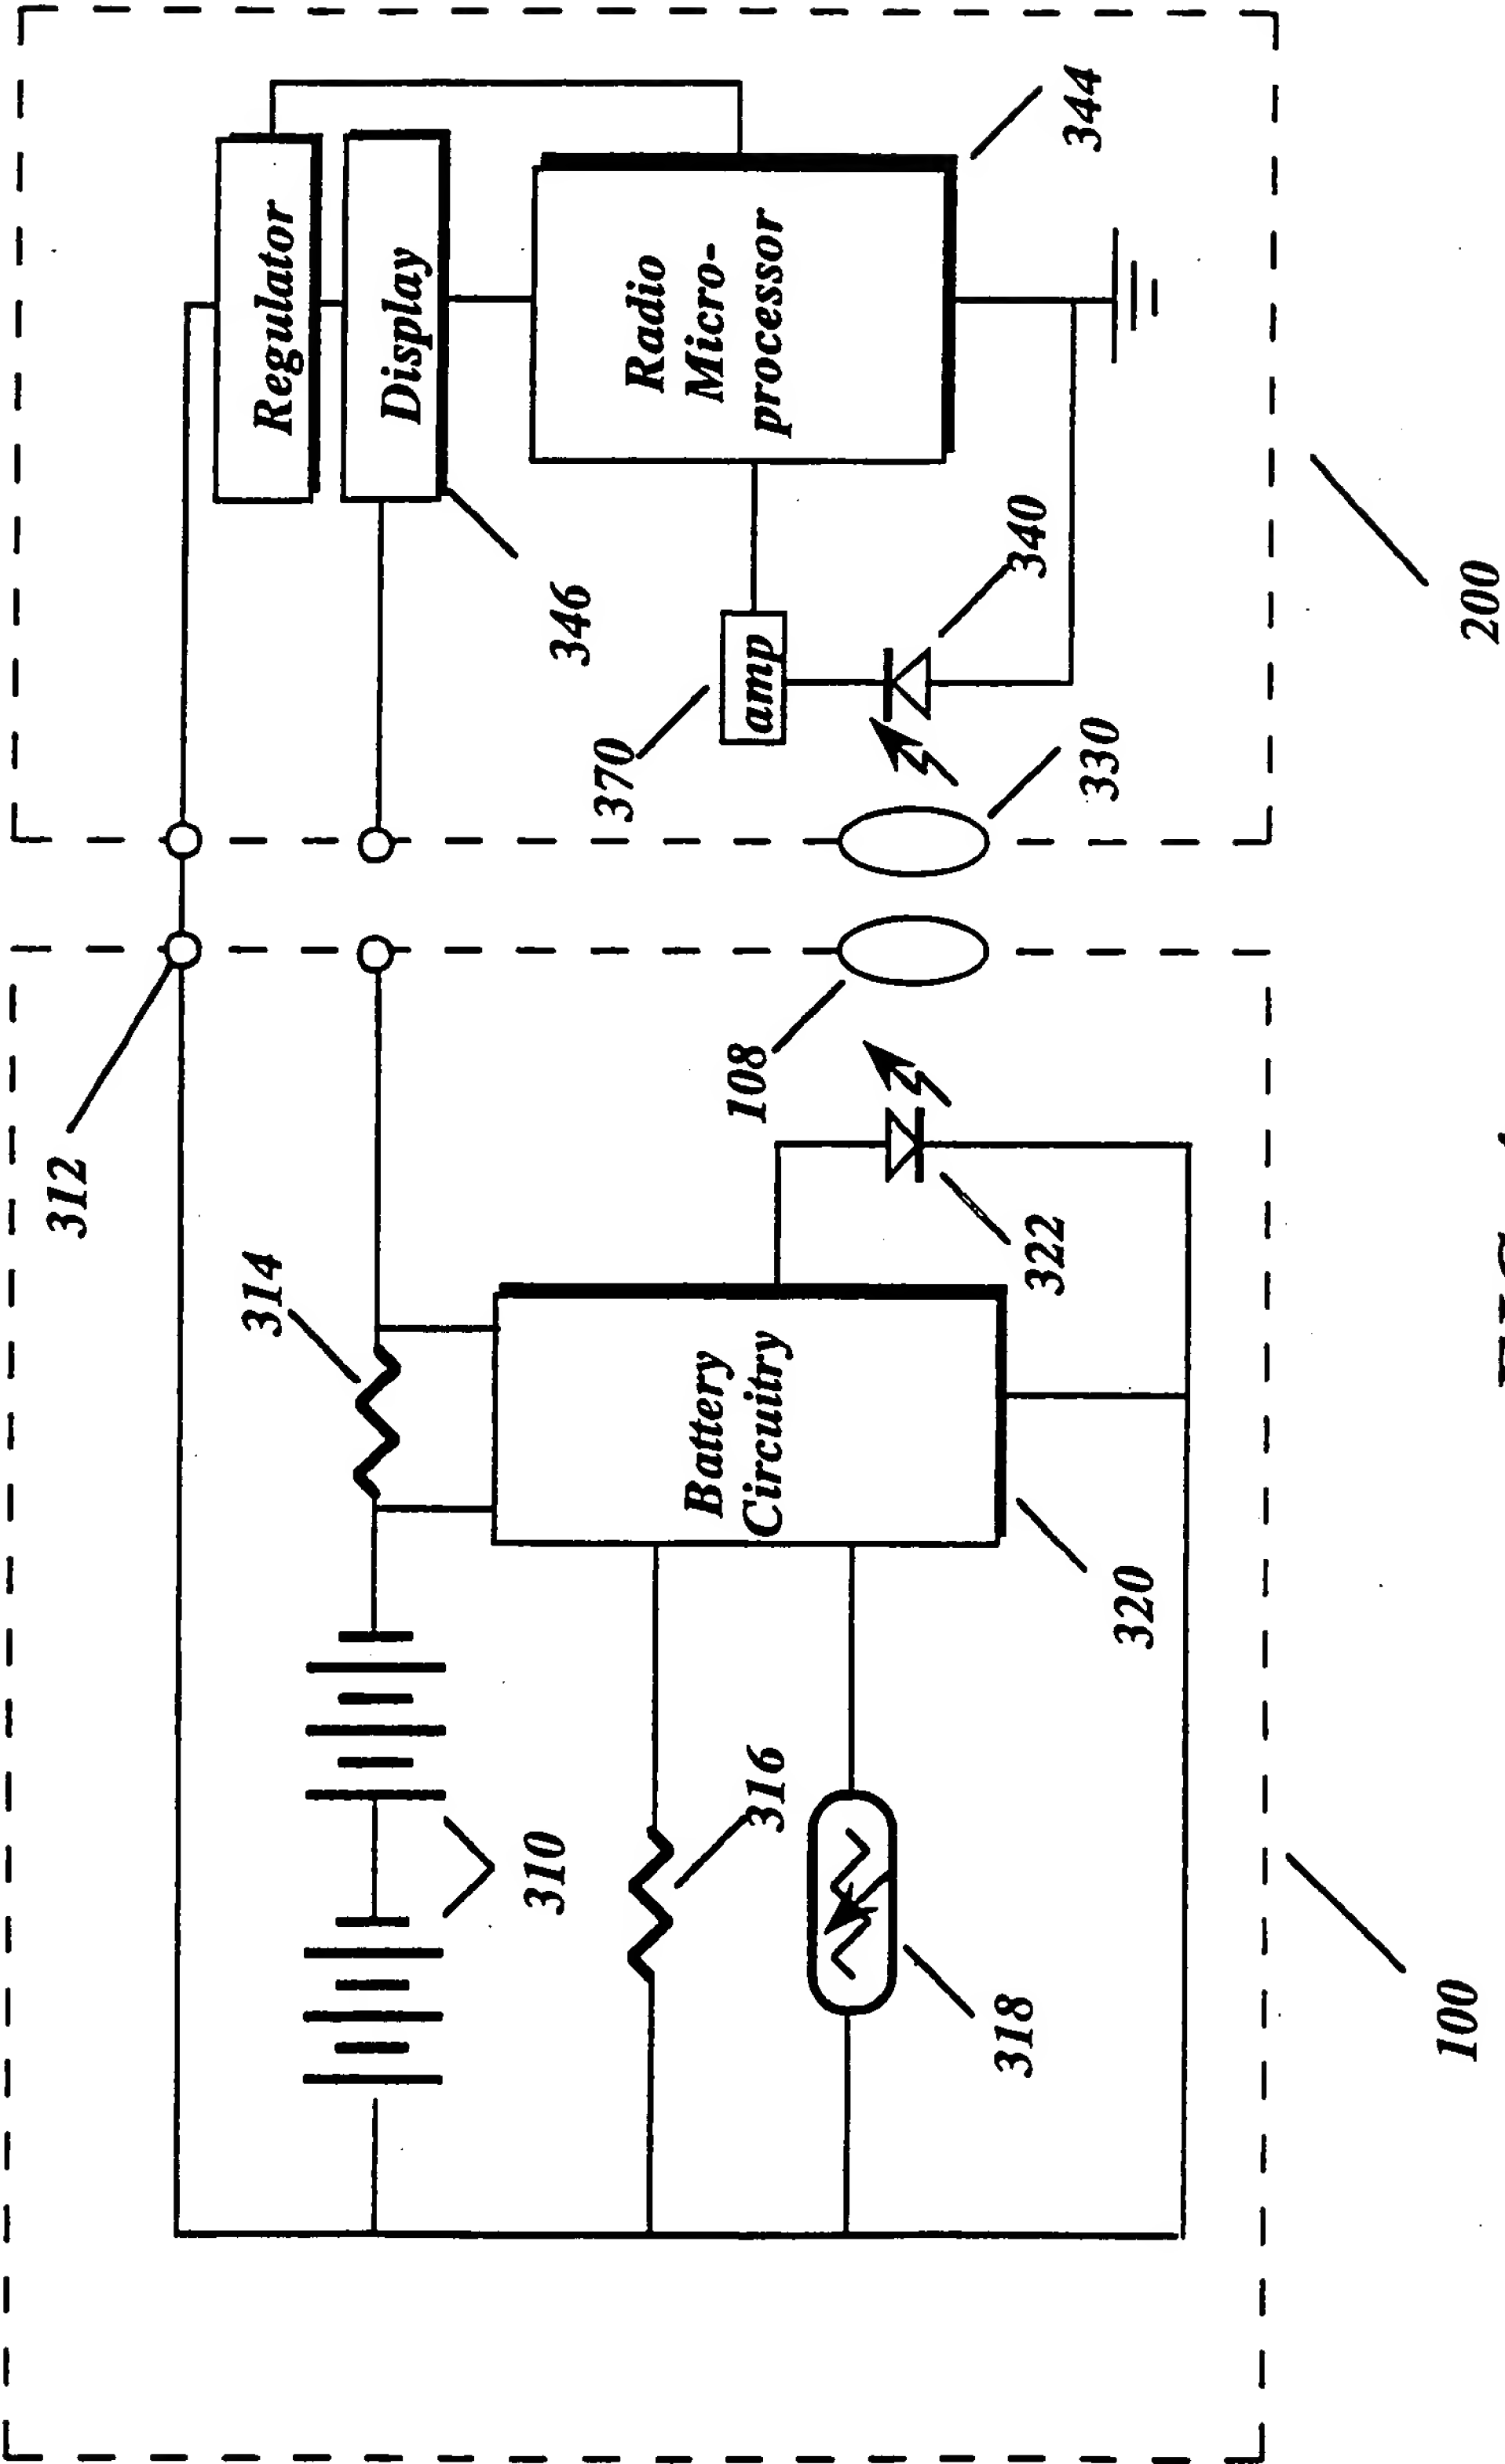 312
314
310
316
318
Battery
Circuitry
320
322
108
100
Regulator
Display
346
370
amp
Radio
Micro-
processor
340
330
344
200